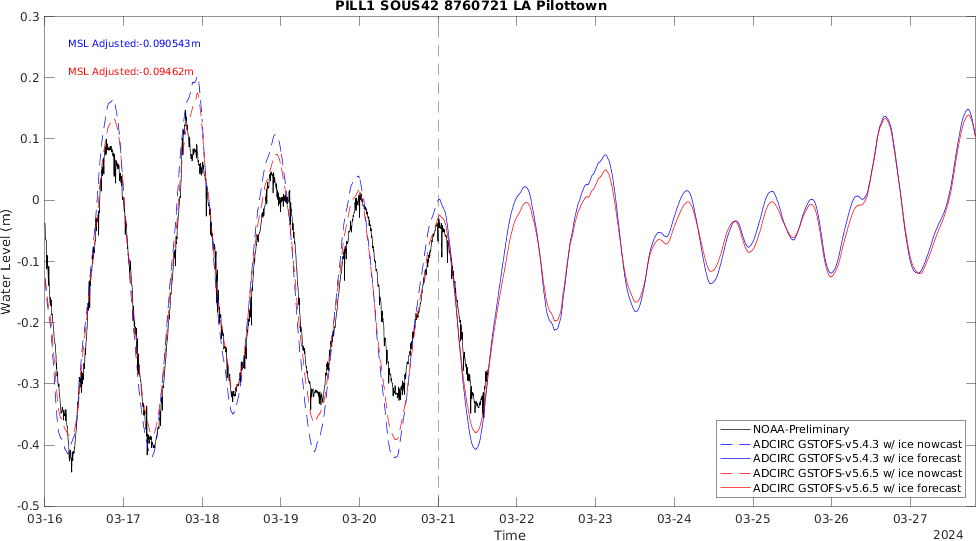 PILL1 SOUS42 8760721 LA Pilottown
0.3
0.2
0.1
0
-0.1
-0.2
-0.3
-0.4
-0.5
Water Level (m)
MSL Adjusted:-0.090543m
MSL Adjusted:-0.09462m
NOAA-Preliminary
ADCIRC GSTOFS-v5.4.3 w/ ice nowcast
ADCIRC GSTOFS-v5.4.3 w/ ice forecast
ADCIRC GSTOFS-v5.6.5 w/ ice nowcast
ADCIRC GSTOFS-v5.6.5 w/ ice forecast
03-16 03-17 03-18 03-19 03-20 03-21 03-22 03-23 03-24 03-25 03-26 03-27
Time
2024